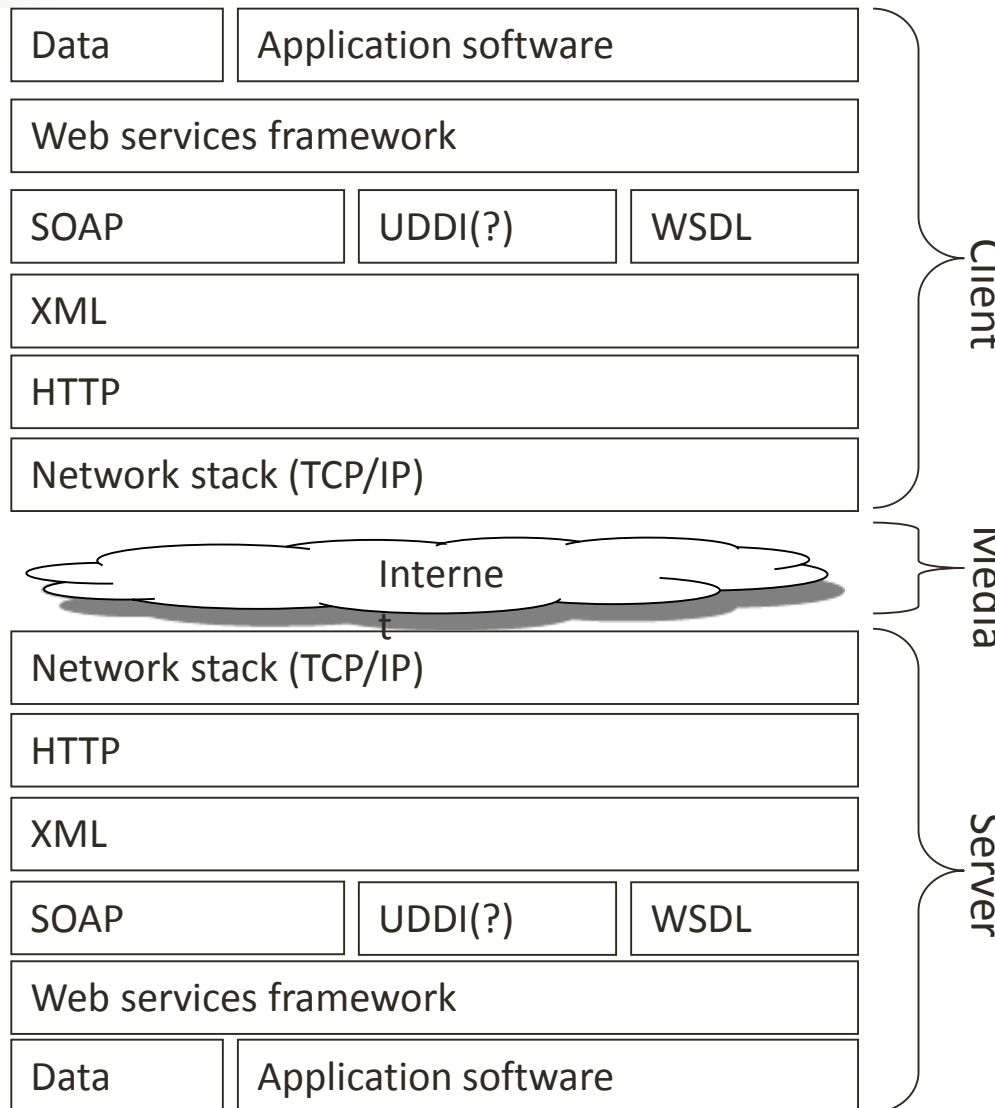 Data
Application software
Web services framework
SOAP
UDDI(?)
WSDL
XML
HTTP
Network stack (TCP/IP)
Client
Interne
t
Media
Network stack (TCP/IP)
HTTP
XML
SOAP
UDDI(?)
WSDL
Web services framework
Data
Application software
Server